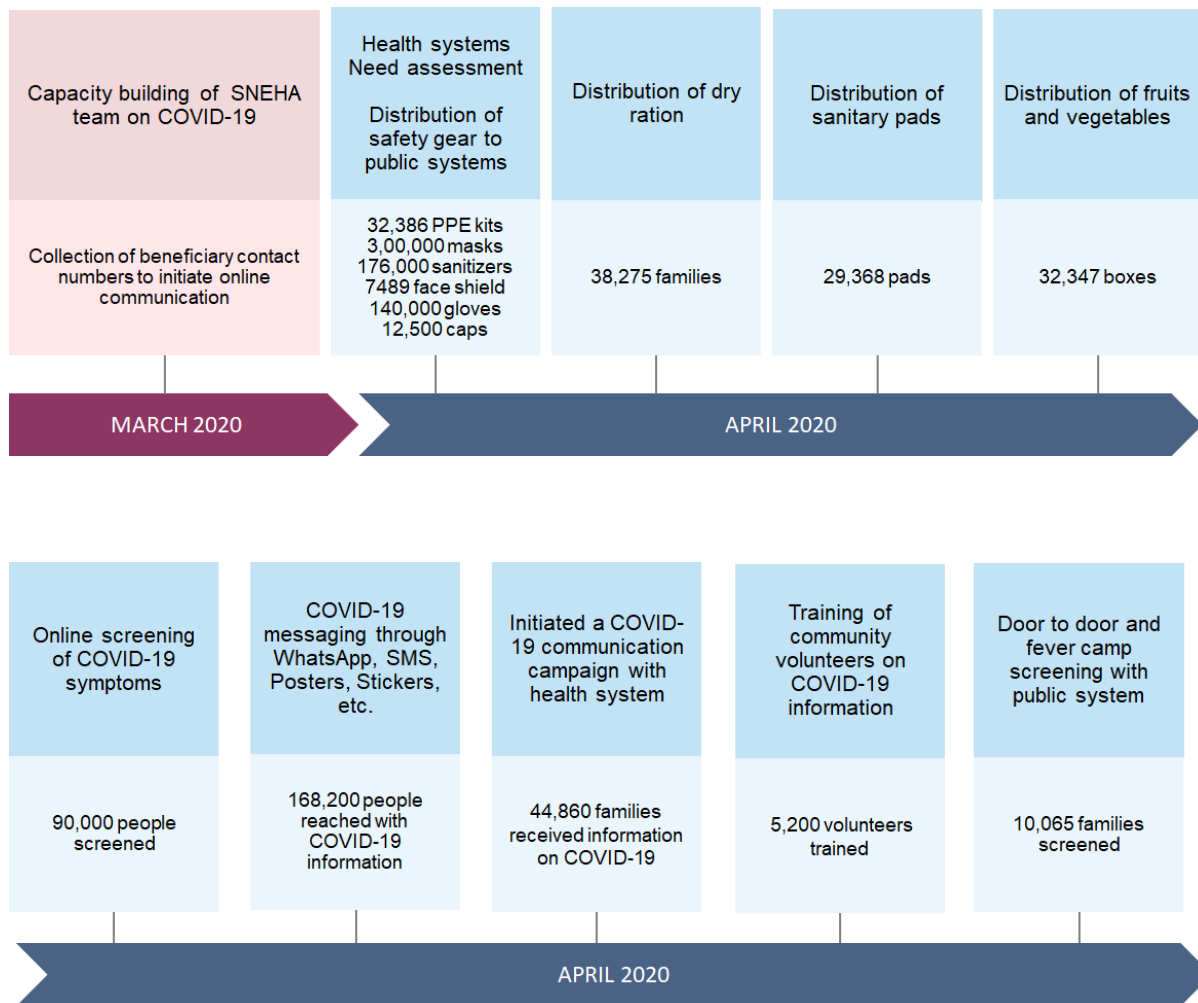 Capacity building of SNEHA
team on COVID-19
Collection of beneficiary contact
numbers to initiate online
communication
Health systems
Need assessment
Distribution of
safety gear to
public systems
32,386 PPE kits
3,00,000 masks
176,000 sanitizers
7489 face shield
140,000 gloves
12,500 caps
Distribution of dry
ration
38,275 families
Distribution of
sanitary pads
29,368 pads
Distribution of fruits
and vegetables
32,347 boxes
MARCH 2020
APRIL 2020
Online screening
of COVID-19
symptoms
90,000 people
screened
COVID-19
messaging through
WhatsApp, SMS,
Posters, Stickers,
etc.
168,200 people
reached with
COVID-19
information
Initiated a COVID-
19 communication
campaign with
health system
44,860 families
received information
on COVID-19
Training of
community
volunteers on
COVID-19
information
5,200 volunteers
trained
Door to door and
fever camp
screening with
public system
10,065 families
screened
APRIL 2020